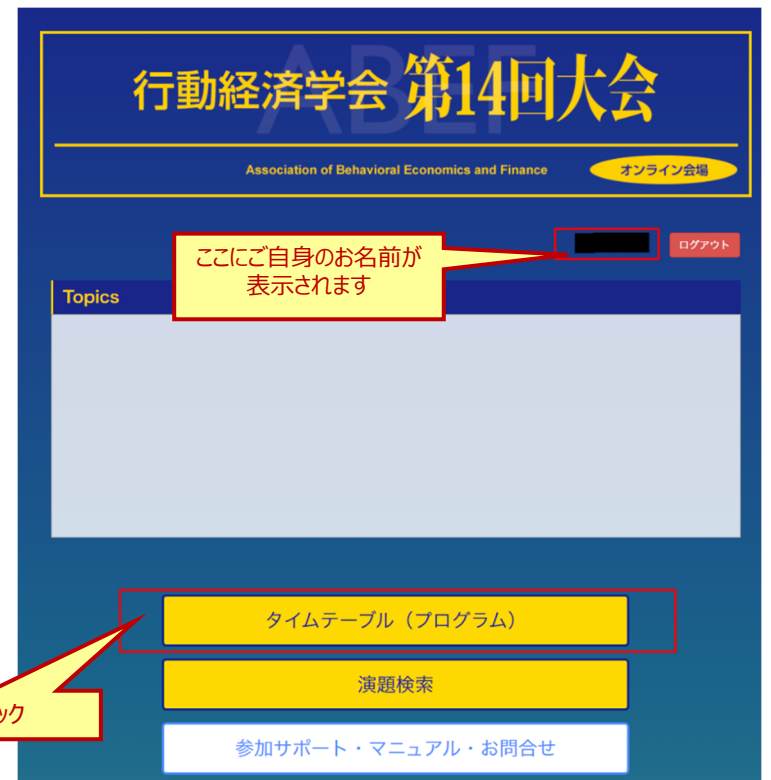 ABEF
行動経済学会 第14回大会
Association of Behavioral Economics and Finance
オンライン会場
ここにご自身のお名前が
表示されます
ログアウト
Topics
タイムテーブル（プログラム）
演題検索
ック
参加サポート・マニュアル・お問合せ